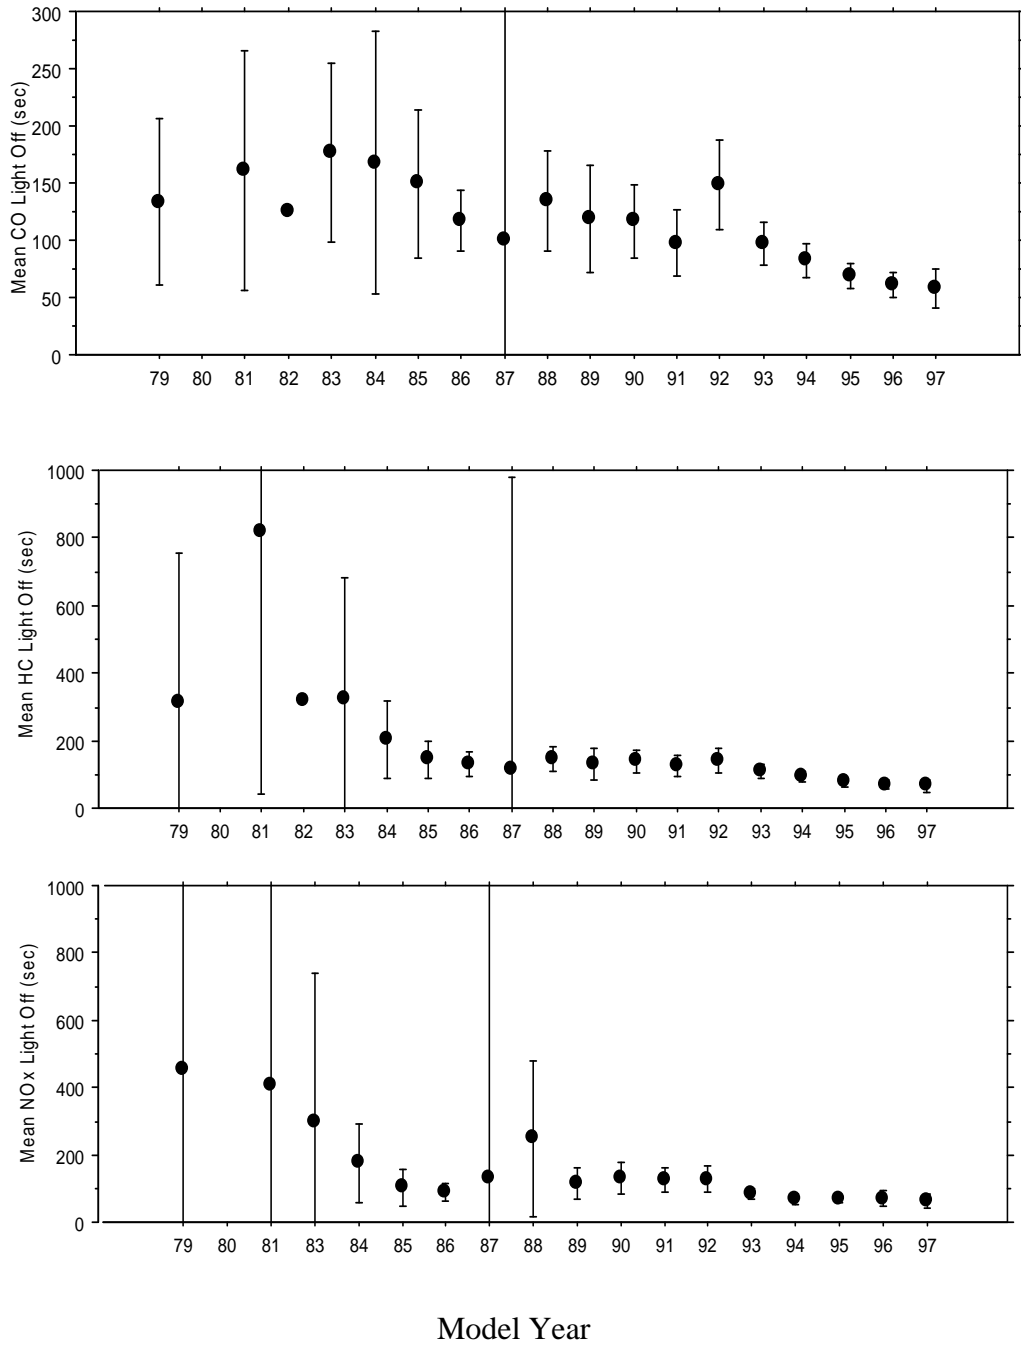 300
250
200
150
100
50
0
Mean CO Light Off (sec)
79 80 81 82 83 84 85 86 87 88 89 90 91 92 93 94 95 96 97
1000
800
600
400
200
0
Mean HC Light Off (sec)
79 80 81 82 83 84 85 86 87 88 89 90 91 92 93 94 95 96 97
1000
800
600
400
200
0
Mean NOx Light Off (sec)
79 80 81 83 84 85 86 87 88 89 90 91 92 93 94 95 96 97
Model Year